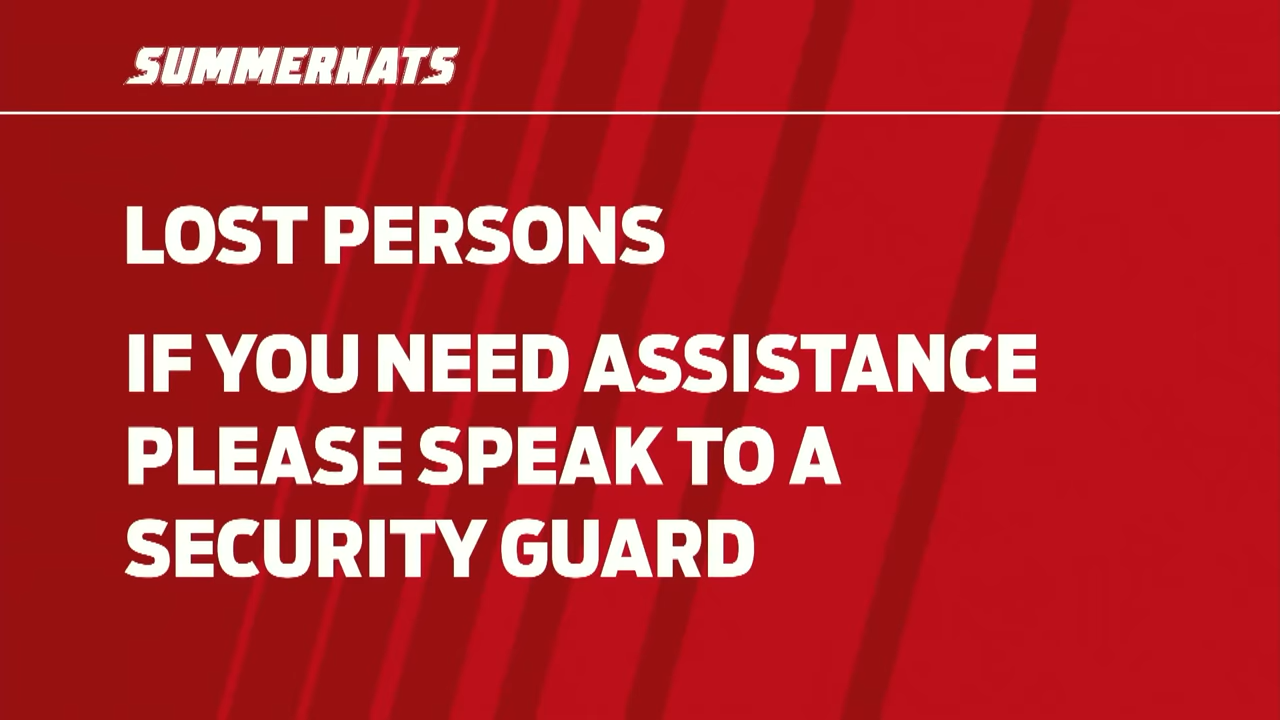 SUMMERNATS
LOST PERSONS
IF YOU NEED ASSISTANCE
PLEASE SPEAK TO A
SECURITY GUARD